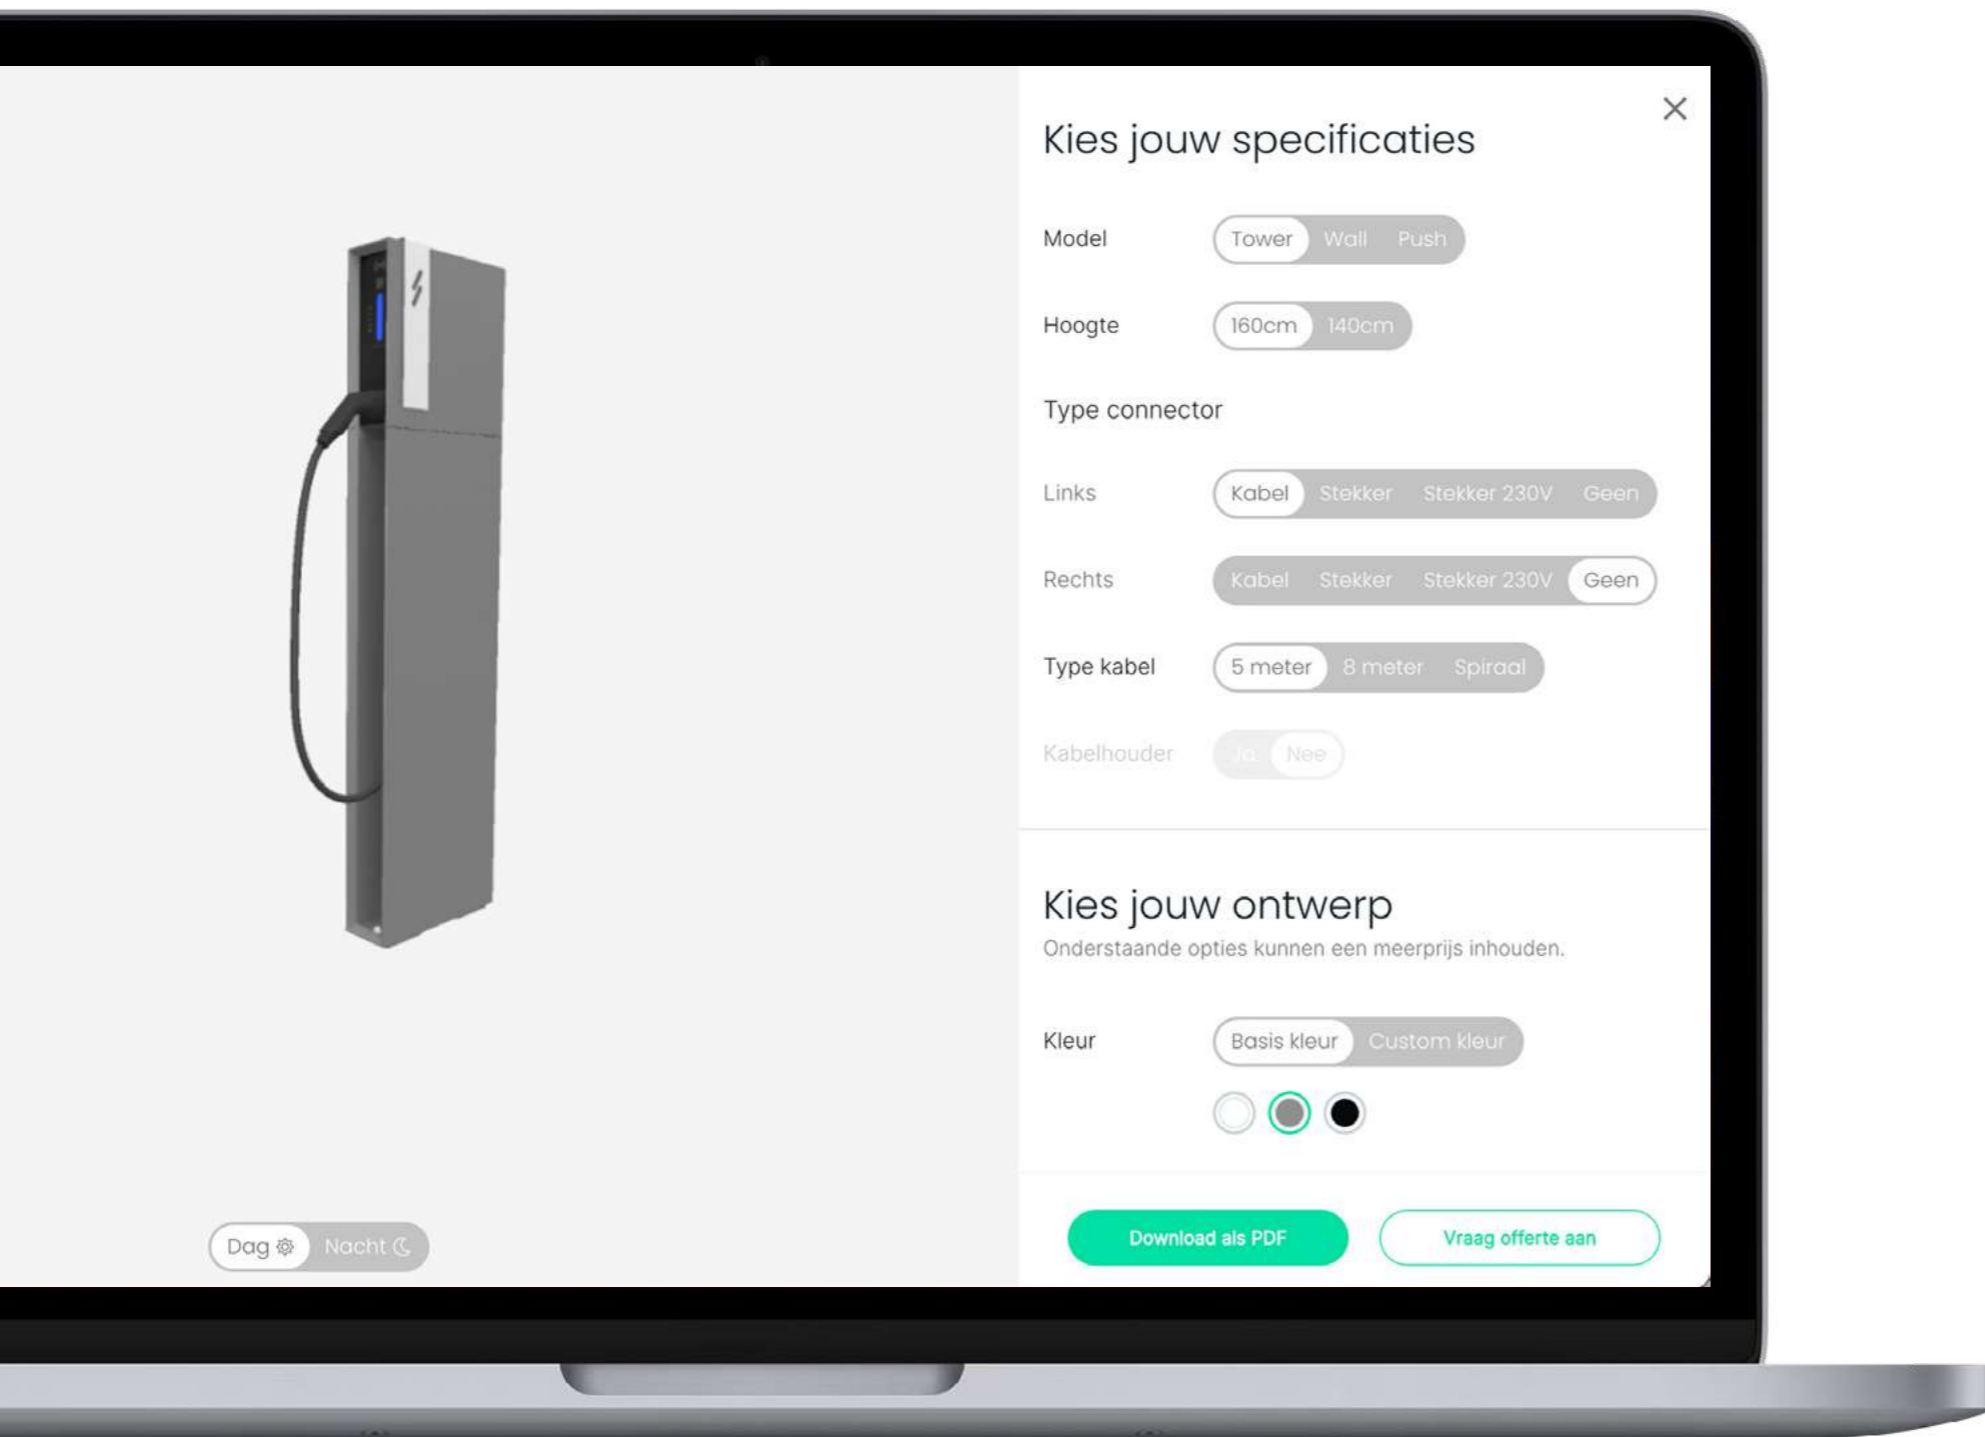 Kies jouw specificaties
Model Tower Wall Push
Hoogte 160cm 140cm
Type connector
Links Kabel Stekker Stekker 230V Geen
Rechts Kabel Stekker Stekker 230V Geen
Type kabel 5 meter 8 meter Spiraal
Kabelhouder Ja Nee
Kies jouw ontwerp
Onderstaande opties kunnen een meerprijs inhouden.
Kleur Basis kleur Custom kleur
Dag Nacht
Download als PDF Vraag offerte aan